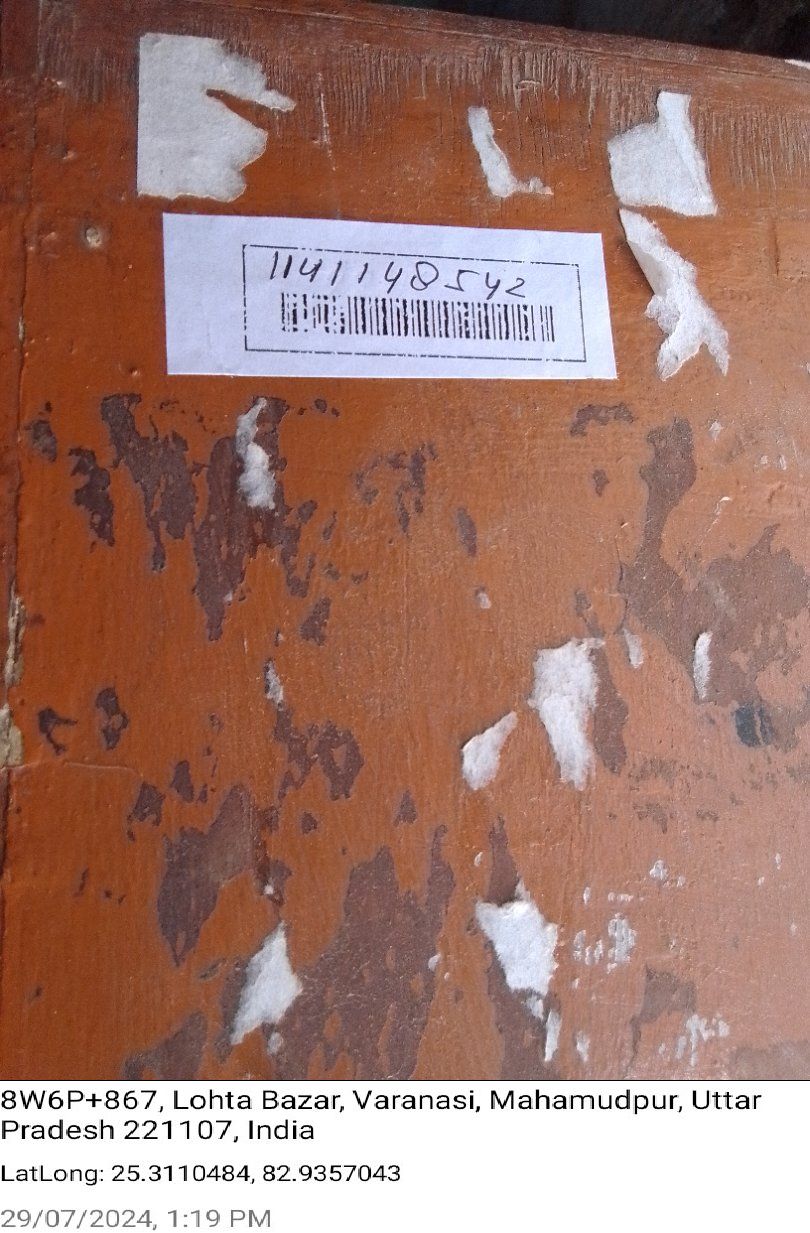 1141148542
8W6P+867, Lohta Bazar, Varanasi, Mahamudpur, Uttar
Pradesh 221107, India
LatLong: 25.3110484, 82.9357043
29/07/2024, 1:19 PM